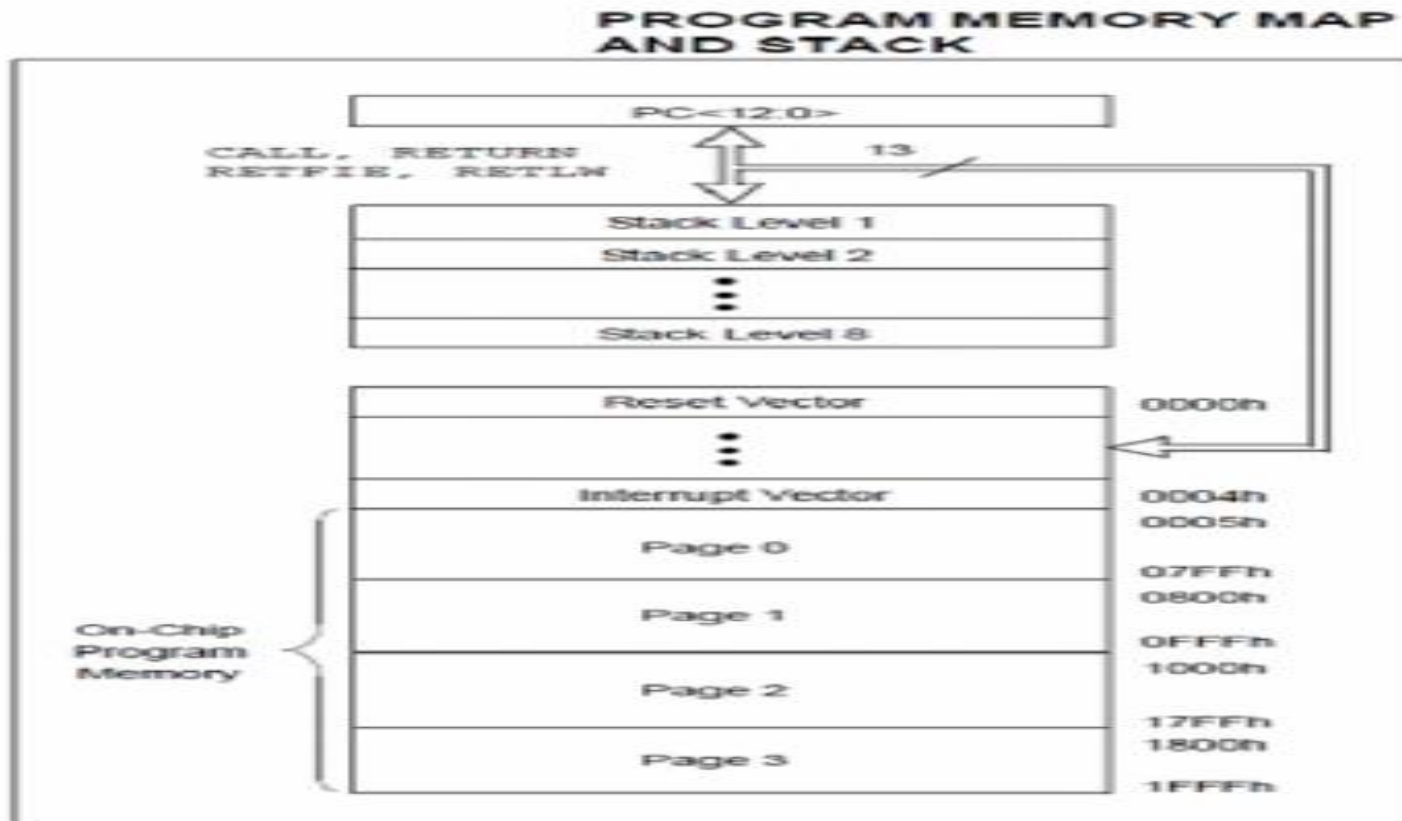 PROGRAM MEMORY MAP
AND STACK
PC<12:0>
CALL, RETURN
RETFIE, RETLW
13
Stack Level 1
Stack Level 2
Stack Level 8
Reset Vector
0000h
Interrupt Vector
0004h
0005h
Page 0
07FFh
0800h
Page 1
On-Chip
Program
Memory
0FFFh
1000h
Page 2
17FFh
1800h
Page 3
1FFFh